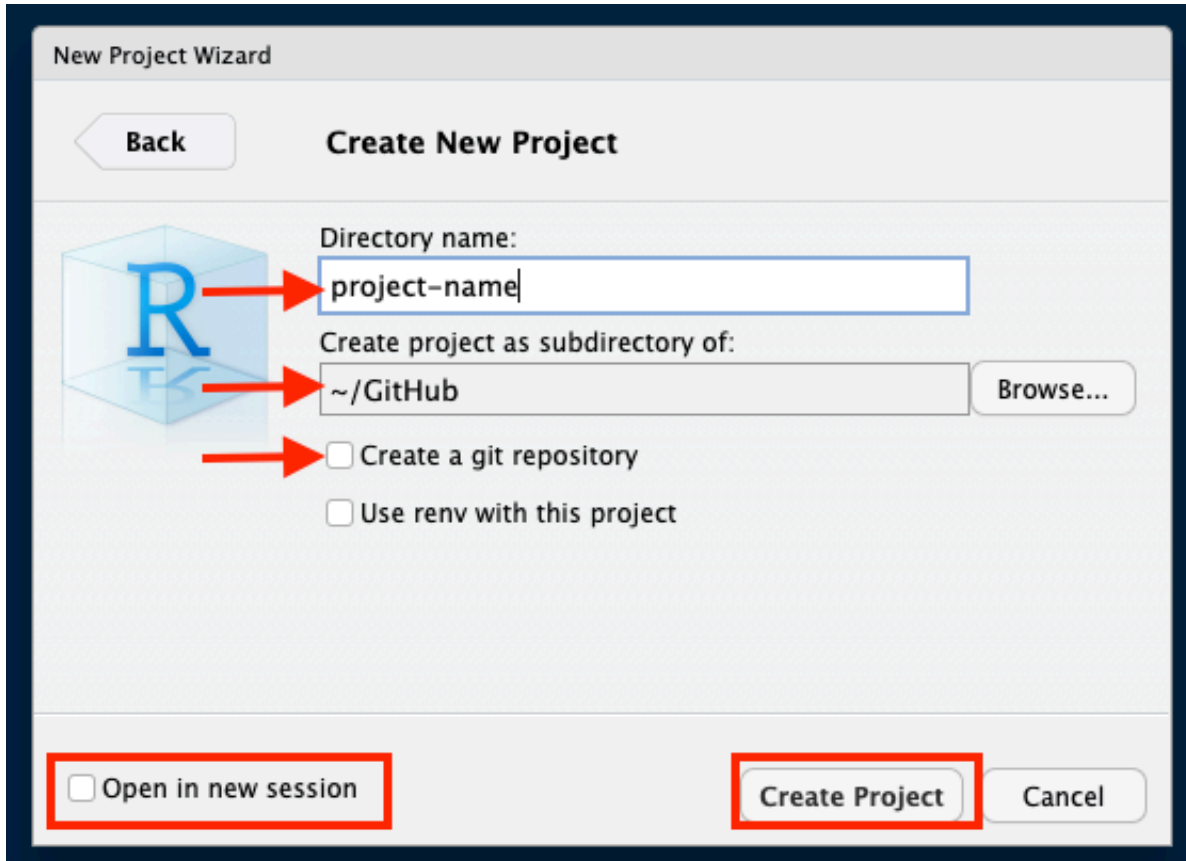 New Project Wizard
Back
Create New Project
R
Directory name:
project-name
Create project as subdirectory of:
~/GitHub
Browse...
Create a git repository
Use renv with this project
Open in new session
Create Project
Cancel